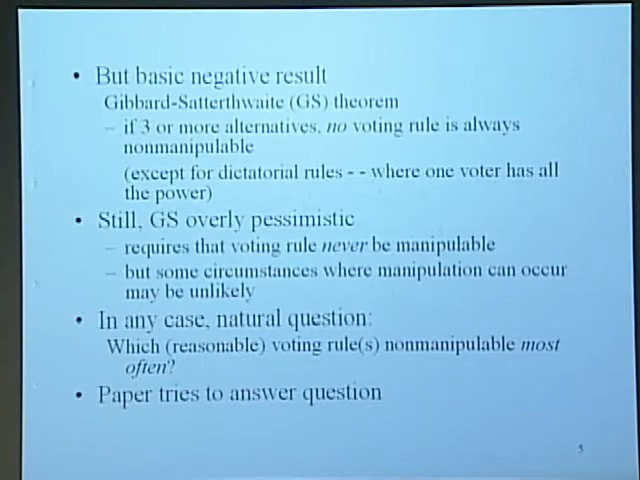 • But basic negative result
Gibbard-Satterthwaite (GS) theorem
– if 3 or more alternatives, no voting rule is always
nonmanipulable
(except for dictatorial rules - - where one voter has all
the power)
• Still, GS overly pessimistic
– requires that voting rule never be manipulable
– but some circumstances where manipulation can occur
may be unlikely
• In any case, natural question:
Which (reasonable) voting rule(s) nonmanipulable most
often?
• Paper tries to answer question
5